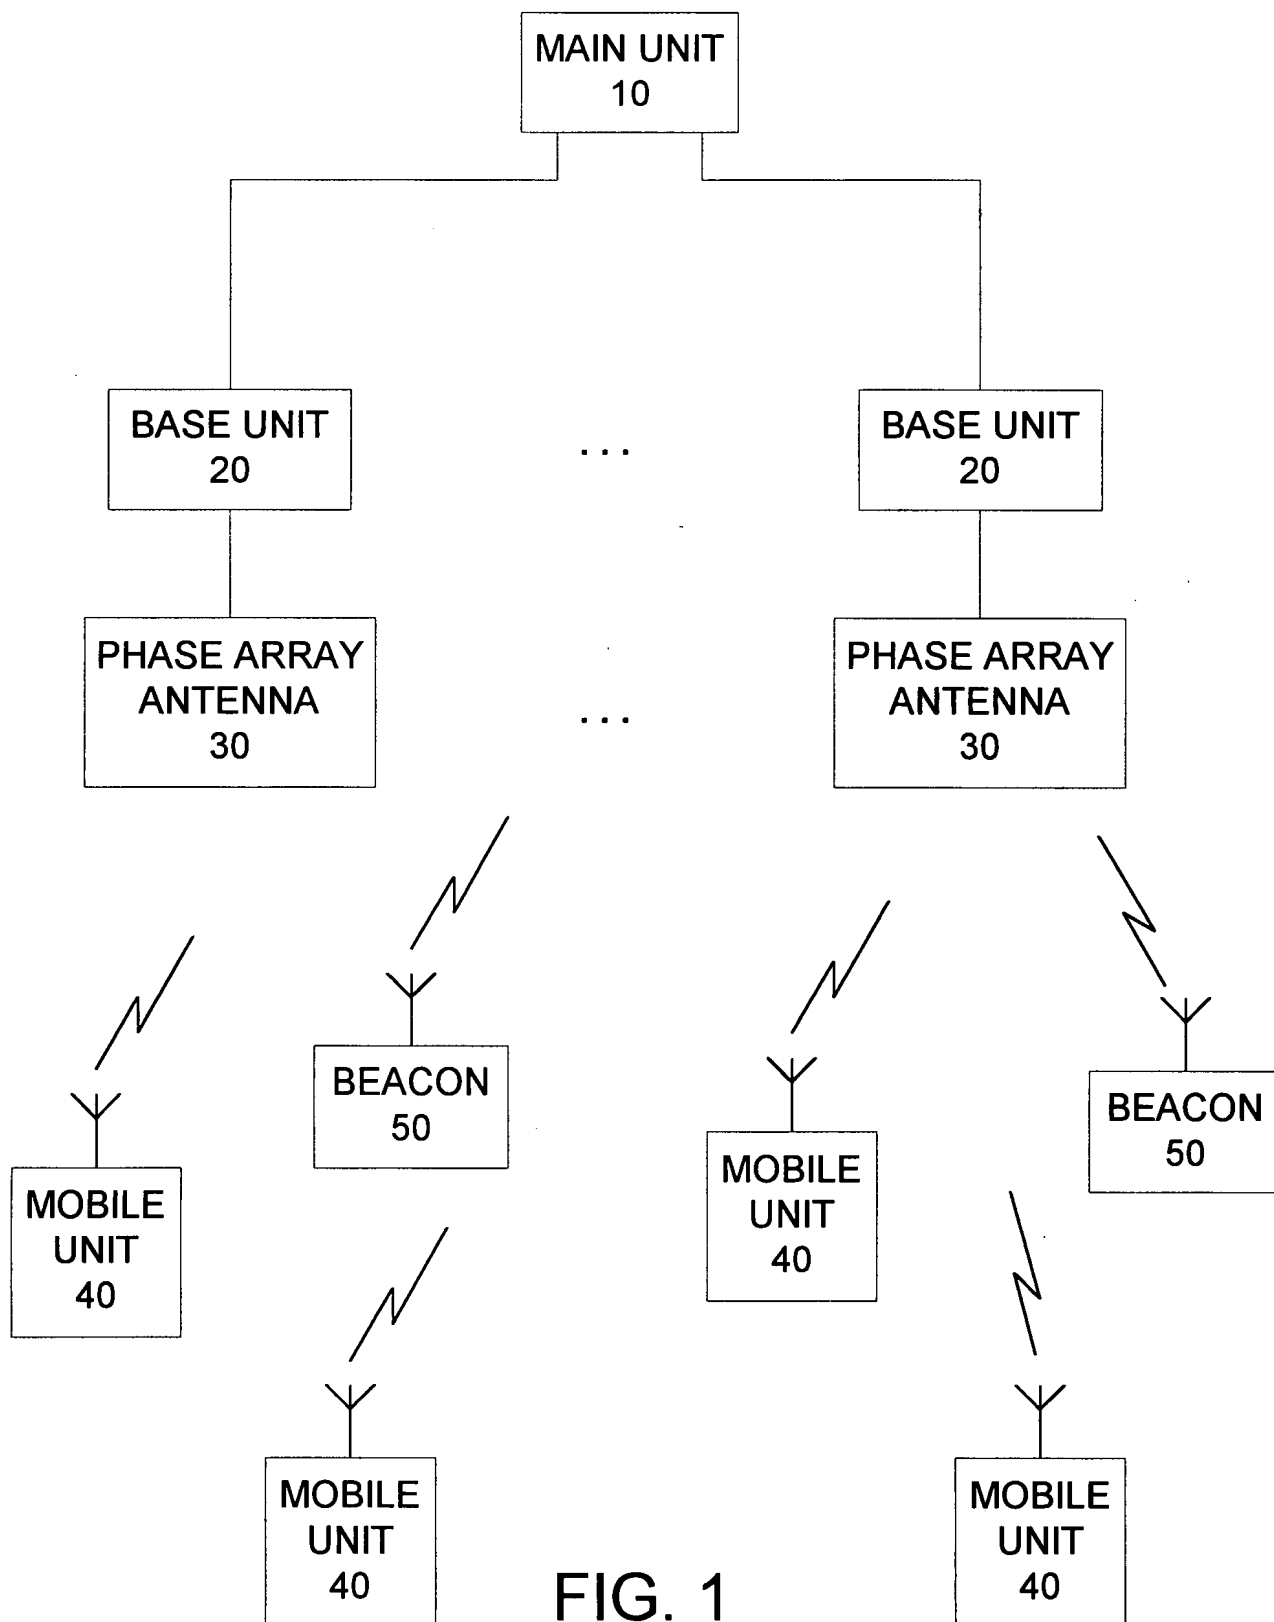 MAIN UNIT
10
BASE UNIT
20
...
BASE UNIT
20
PHASE ARRAY
ANTENNA
30
...
PHASE ARRAY
ANTENNA
30
BEACON
50
BEACON
50
MOBILE
UNIT
40
MOBILE
UNIT
40
MOBILE
UNIT
40
MOBILE
UNIT
40
FIG. 1